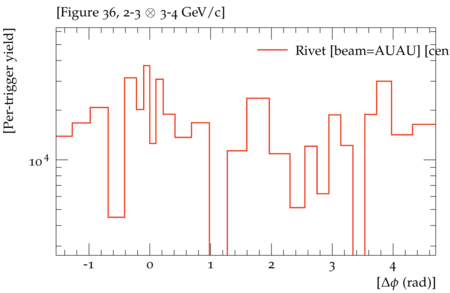 [Figure 36, 2-3 ⊗ 3-4 GeV/c]
[Per-trigger yield]
Rivet [beam=AUAU] [cen
10⁴
-1 0 1 2 3 4
[Δϕ (rad)]